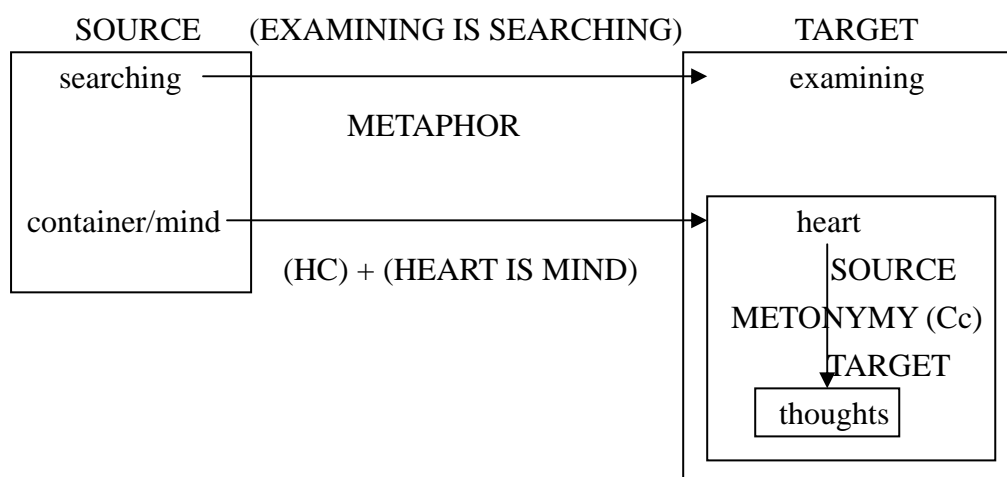 SOURCE (EXAMINING IS SEARCHING) TARGET
searching examining
METAPHOR
container/mind heart
(HC) + (HEART IS MIND) SOURCE
METONYMY (Cc)
TARGET
thoughts